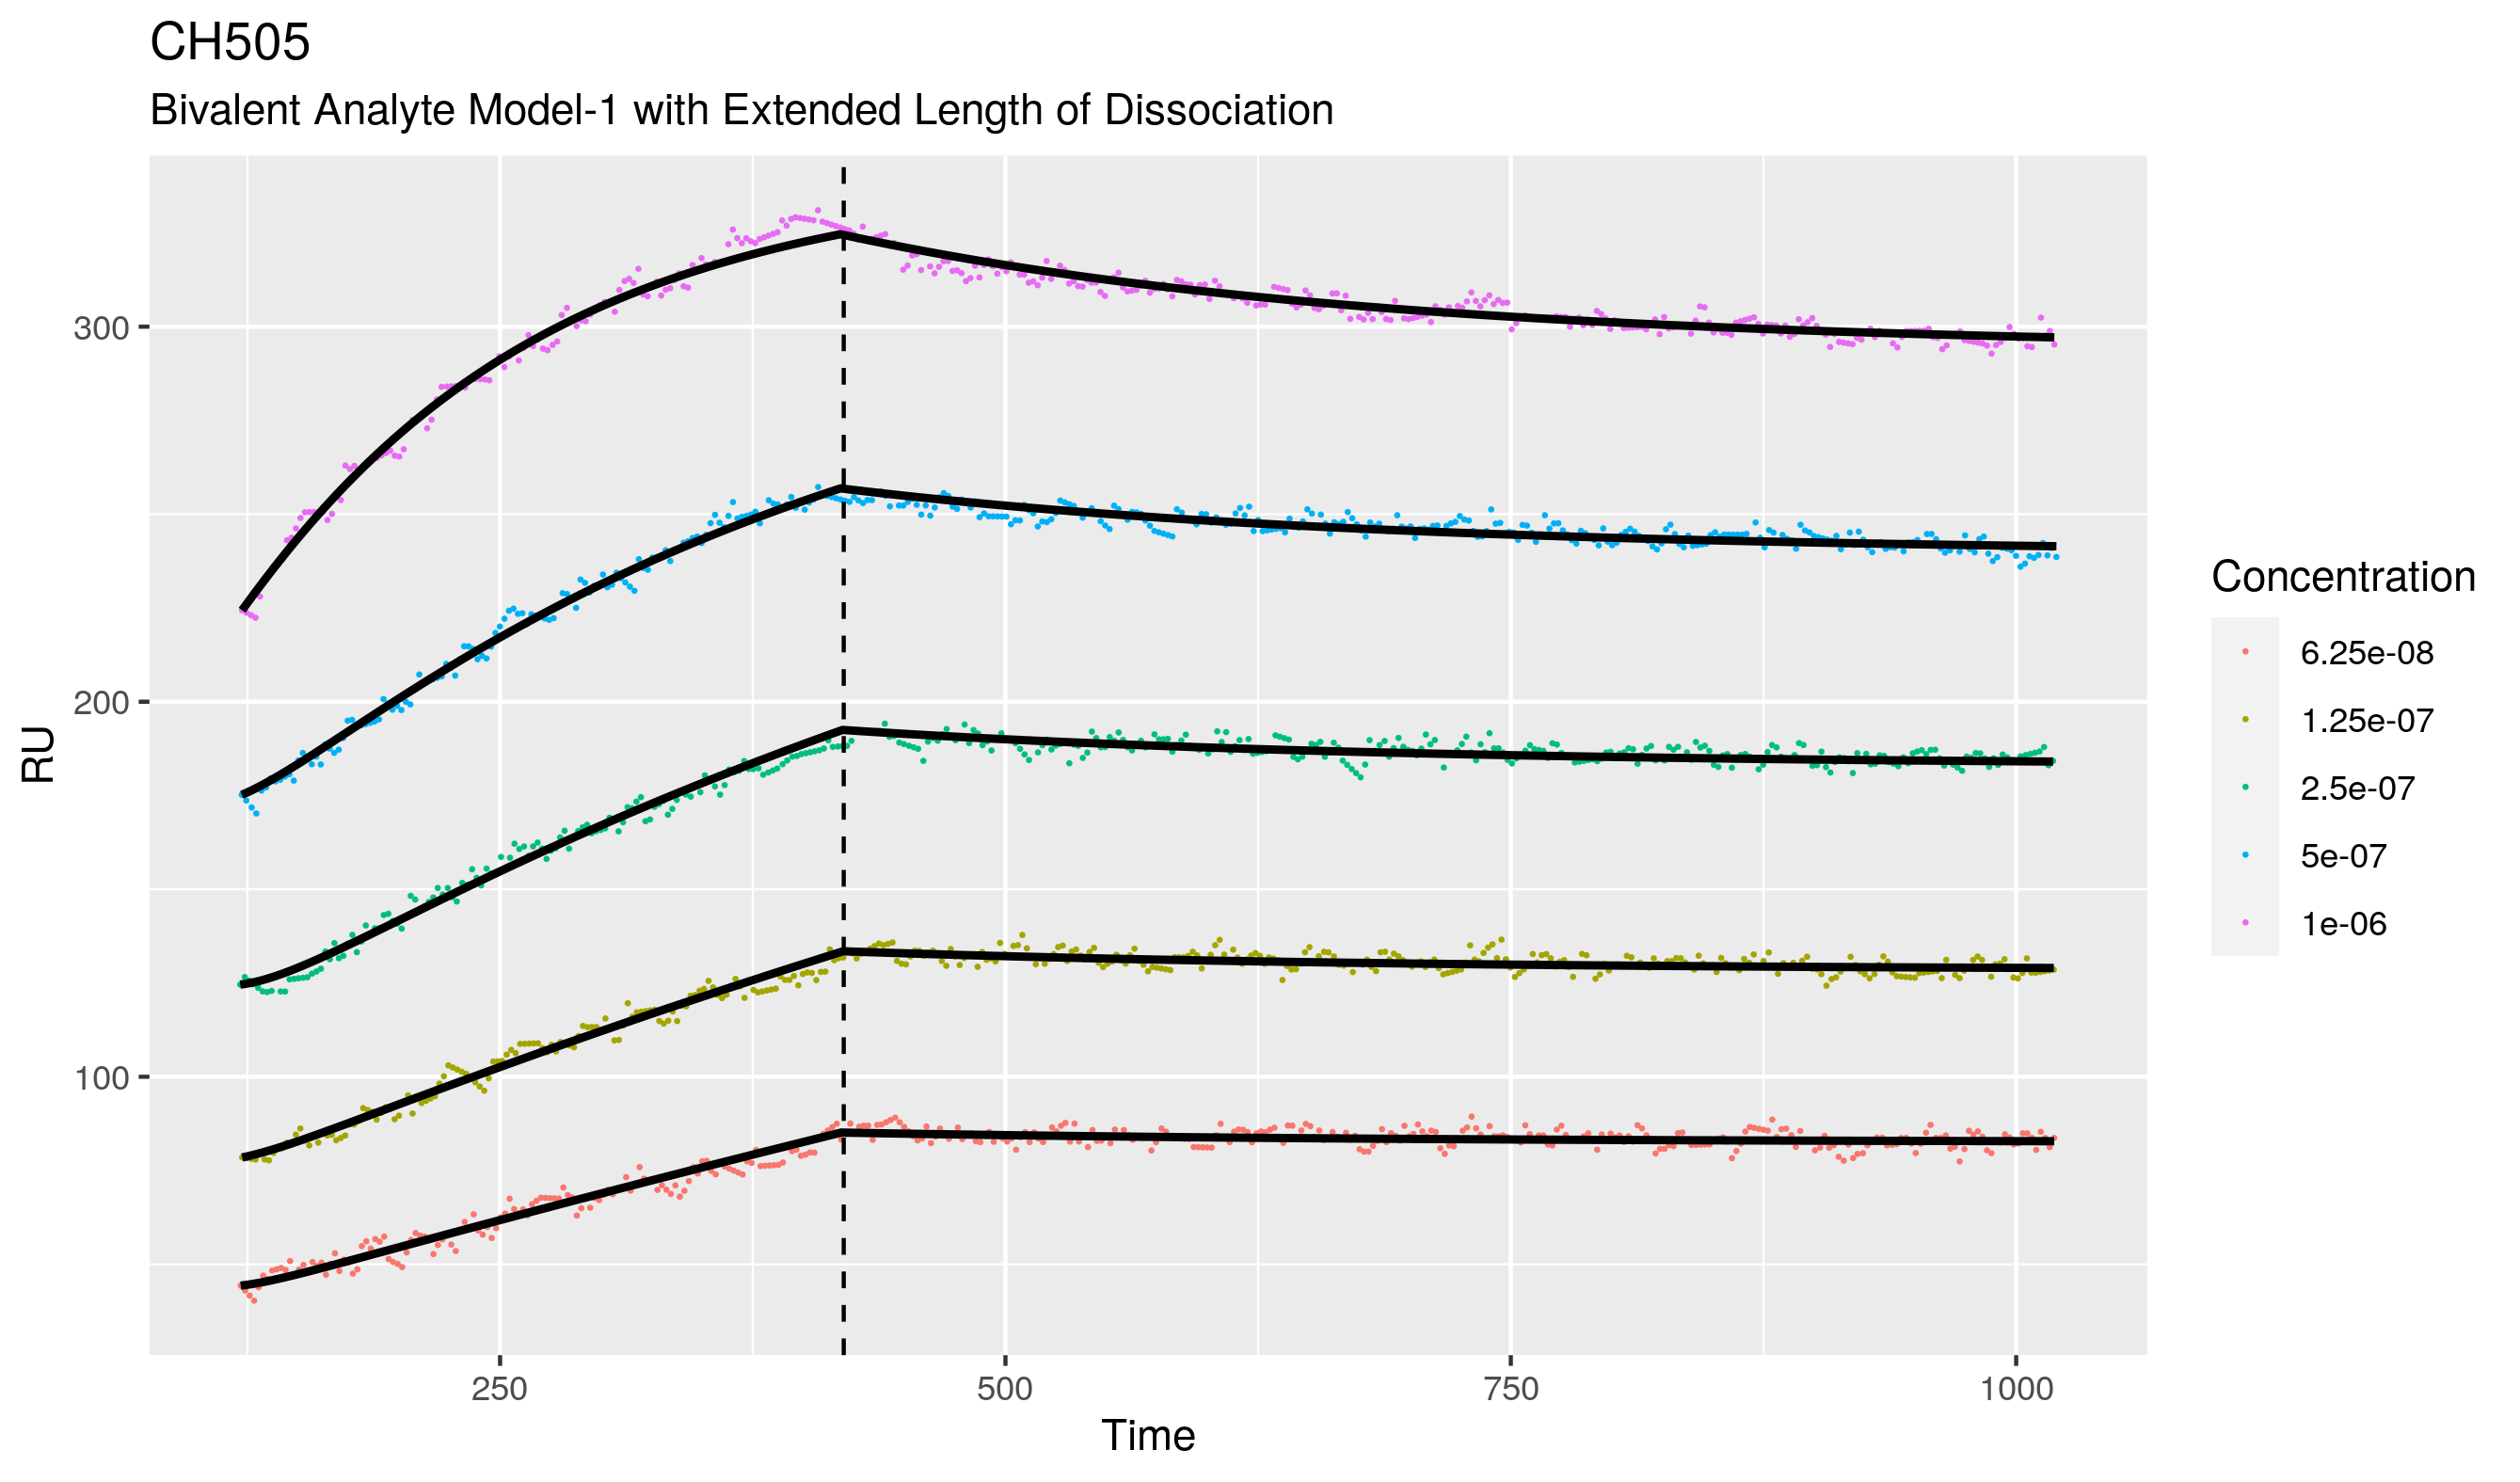 CH505
Bivalent Analyte Model-1 with Extended Length of Dissociation
RU
300
200
100
250
500
750
1000
Time
Concentration
6.25e-08
1.25e-07
2.5e-07
5e-07
1e-06